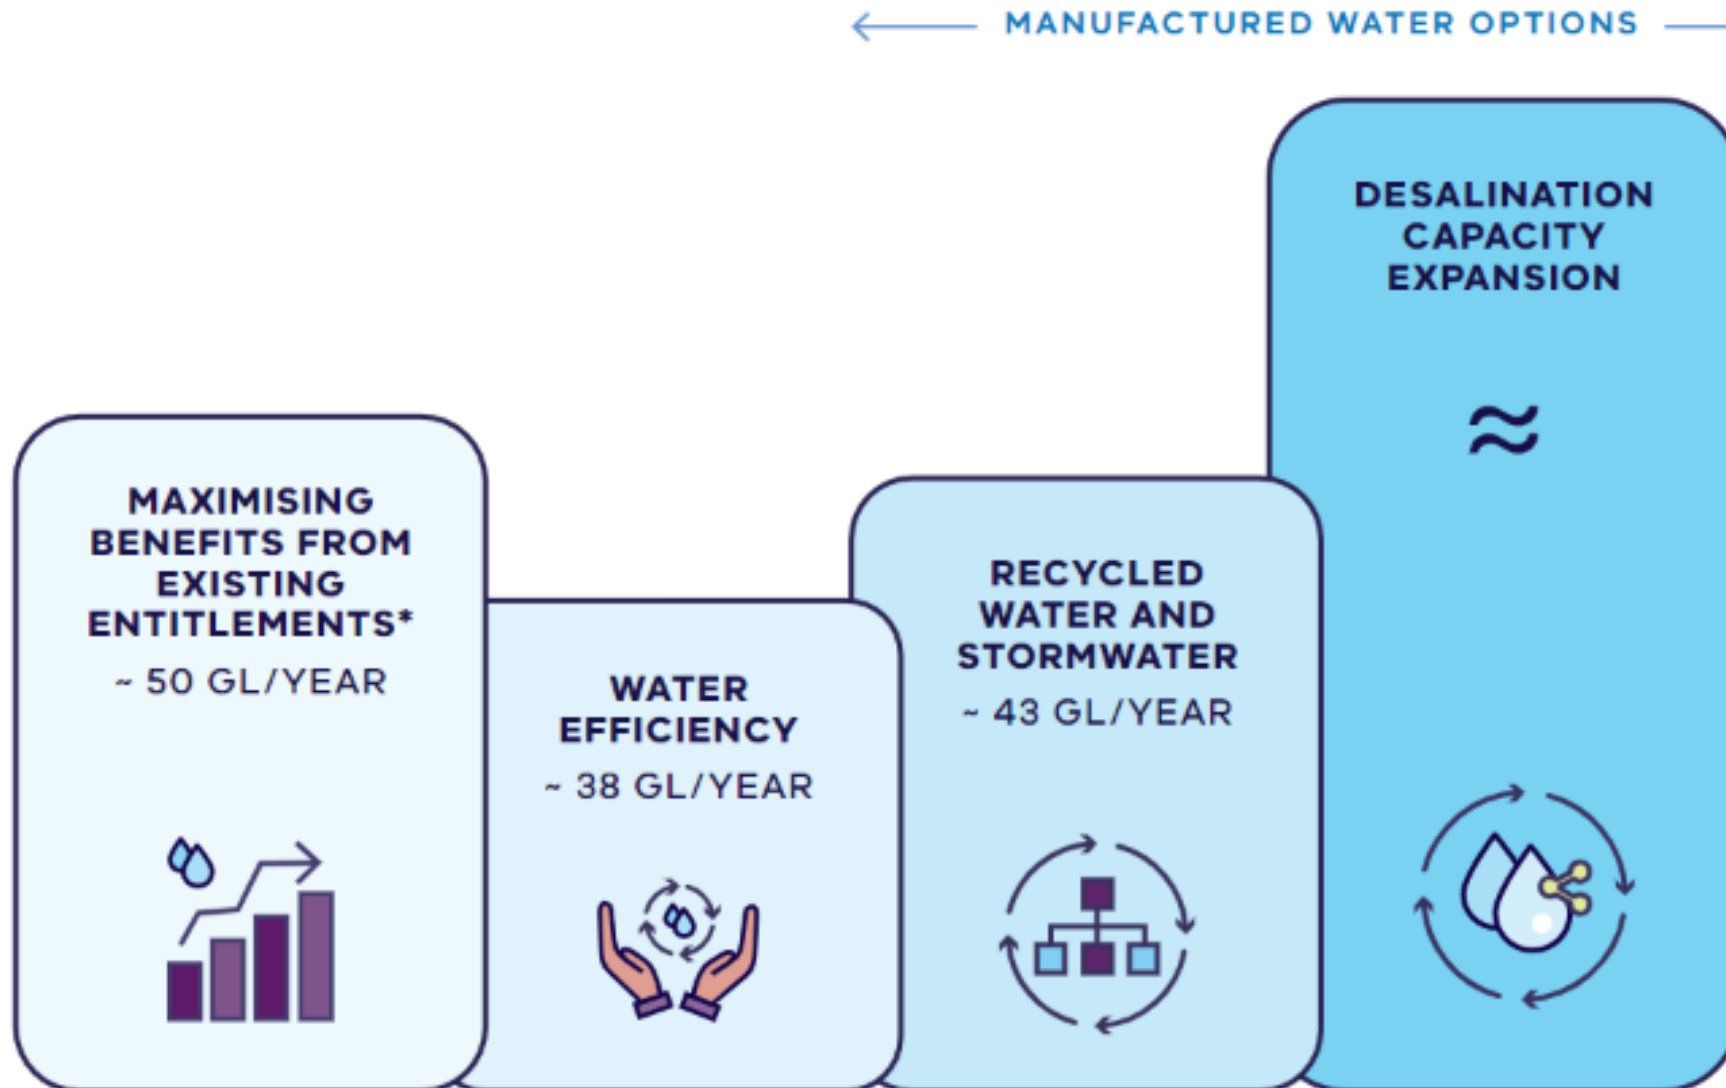 MANUFACTURED WATER OPTIONS
MAXIMISING
BENEFITS FROM
EXISTING
ENTITLEMENTS*
~ 50 GL/YEAR
WATER
EFFICIENCY
~ 38 GL/YEAR
RECYCLED
WATER AND
STORMWATER
~ 43 GL/YEAR
DESALINATION
CAPACITY
EXPANSION
≈